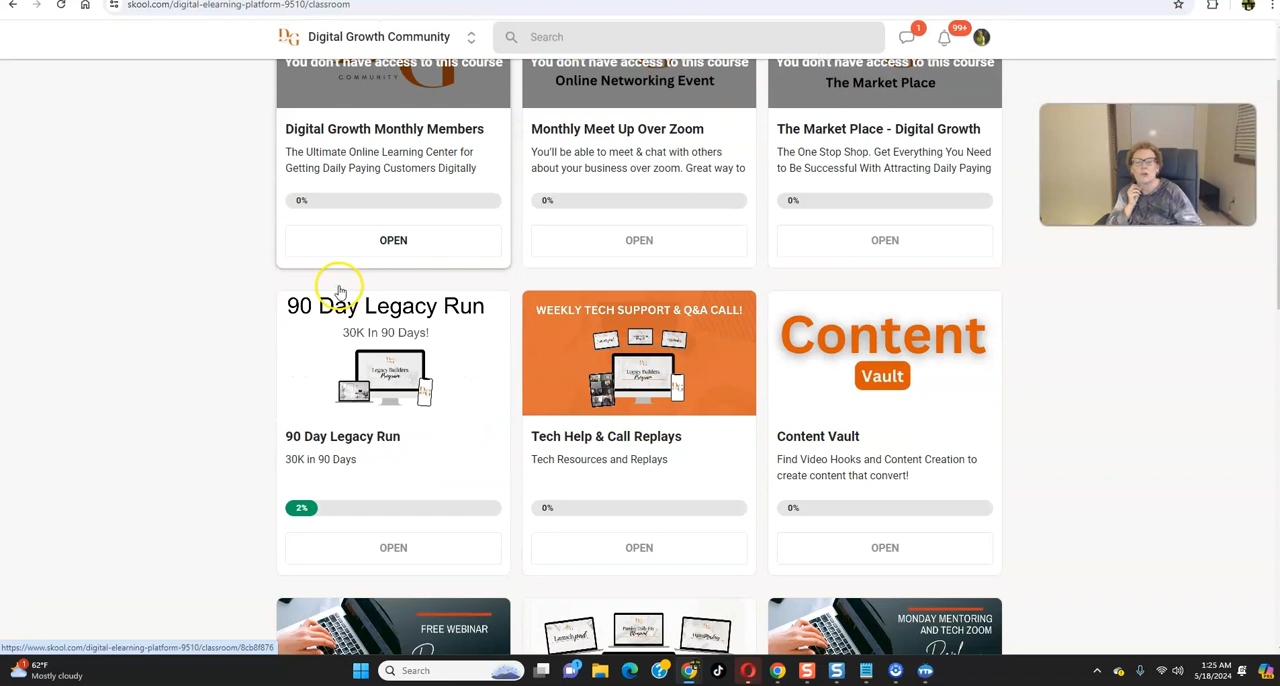 skool.com/digital-elearning-platform-9510/classroom
DG Digital Growth Community
Search
1
99+
You don't have access to this course
You don't have access to this course
You don't have access to this course
COMMUNITY
Online Networking Event
The Market Place
Digital Growth Monthly Members
The Ultimate Online Learning Center for
Getting Daily Paying Customers Digitally
0%
OPEN
Monthly Meet Up Over Zoom
You'll be able to meet & chat with others
about your business over zoom. Great way to
0%
OPEN
The Market Place - Digital Growth
The One Stop Shop. Get Everything You Need
to Be Successful With Attracting Daily Paying
0%
OPEN
90 Day Legacy Run
30K In 90 Days!
Legacy Builders
Program
90 Day Legacy Run
30K in 90 Days
2%
OPEN
WEEKLY TECH SUPPORT & Q&A CALL!
Legacy Builders
Program
Tech Help & Call Replays
Tech Resources and Replays
0%
OPEN
Content
Vault
Content Vault
Find Video Hooks and Content Creation to
create content that convert!
0%
OPEN
FREE WEBINAR
MONDAY MENTORING
AND TECH ZOOM
https://www.skool.com/digital-elearning-platform-9510/classroom/8cb8f876
62°F
Mostly cloudy
Search
1:25 AM
5/18/2024